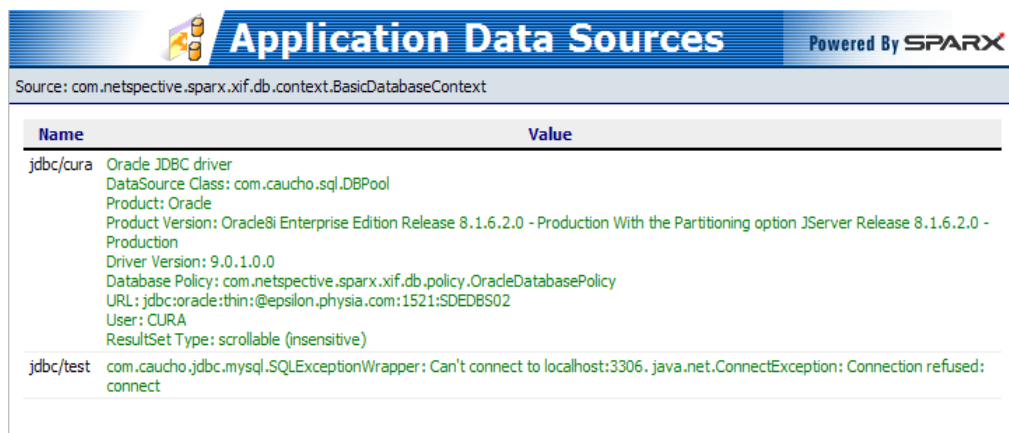 Application Data Sources
Powered By SPARX
Source: com.netspective.sparx.xif.db.context.BasicDatabaseContext
Name Value
jdbc/cura Oracle JDBC driver
DataSource Class: com.caucho.sql.DBPool
Product: Oracle
Product Version: Oracle8i Enterprise Edition Release 8.1.6.2.0 - Production With the Partitioning option JServer Release 8.1.6.2.0 -
Production
Driver Version: 9.0.1.0.0
Database Policy: com.netspective.sparx.xif.db.policy.OracleDatabasePolicy
URL: jdbc:oracle:thin:@epsilon.physia.com:1521:SDEDBS02
User: CURA
ResultSet Type: scrollable (insensitive)
jdbc/test com.caucho.jdbc.mysql.SQLExceptionWrapper: Can't connect to localhost:3306. java.net.ConnectException: Connection refused:
connect